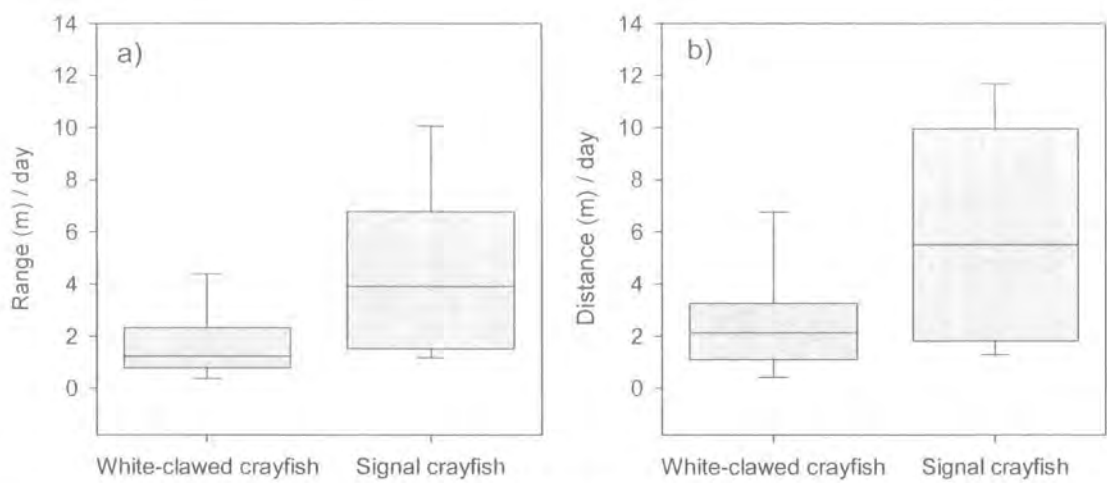 a)
14
12
10
8
6
4
2
0
Range (m) / day
White-clawed crayfish
Signal crayfish
b)
14
12
10
8
6
4
2
0
Distance (m) / day
White-clawed crayfish
Signal crayfish